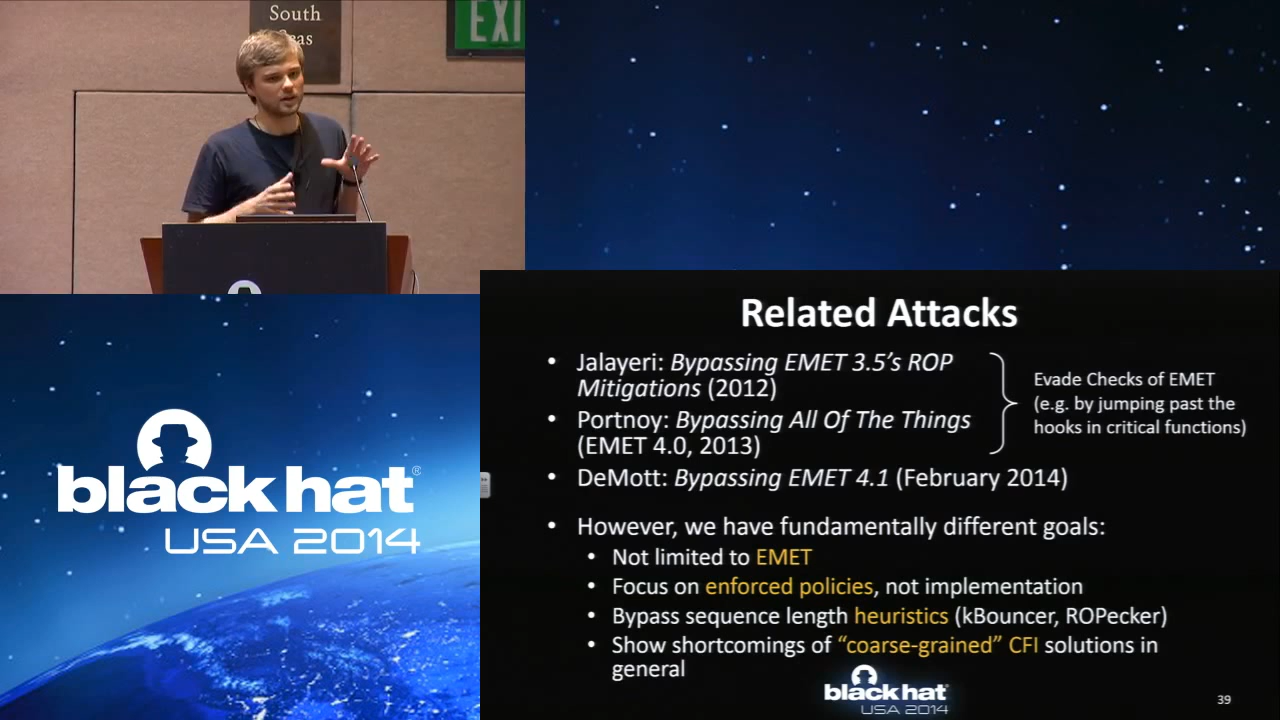 South
Seas
EXI
black hat®
USA 2014
Related Attacks
• Jalayeri: Bypassing EMET 3.5’s ROP
Mitigations (2012)
• Portnoy: Bypassing All Of The Things
(EMET 4.0, 2013)
Evade Checks of EMET
(e.g. by jumping past the
hooks in critical functions)
• DeMott: Bypassing EMET 4.1 (February 2014)
• However, we have fundamentally different goals:
• Not limited to EMET
• Focus on enforced policies, not implementation
• Bypass sequence length heuristics (kBouncer, ROPecker)
• Show shortcomings of “coarse-grained” CFI solutions in
general
black hat
USA 2014
39